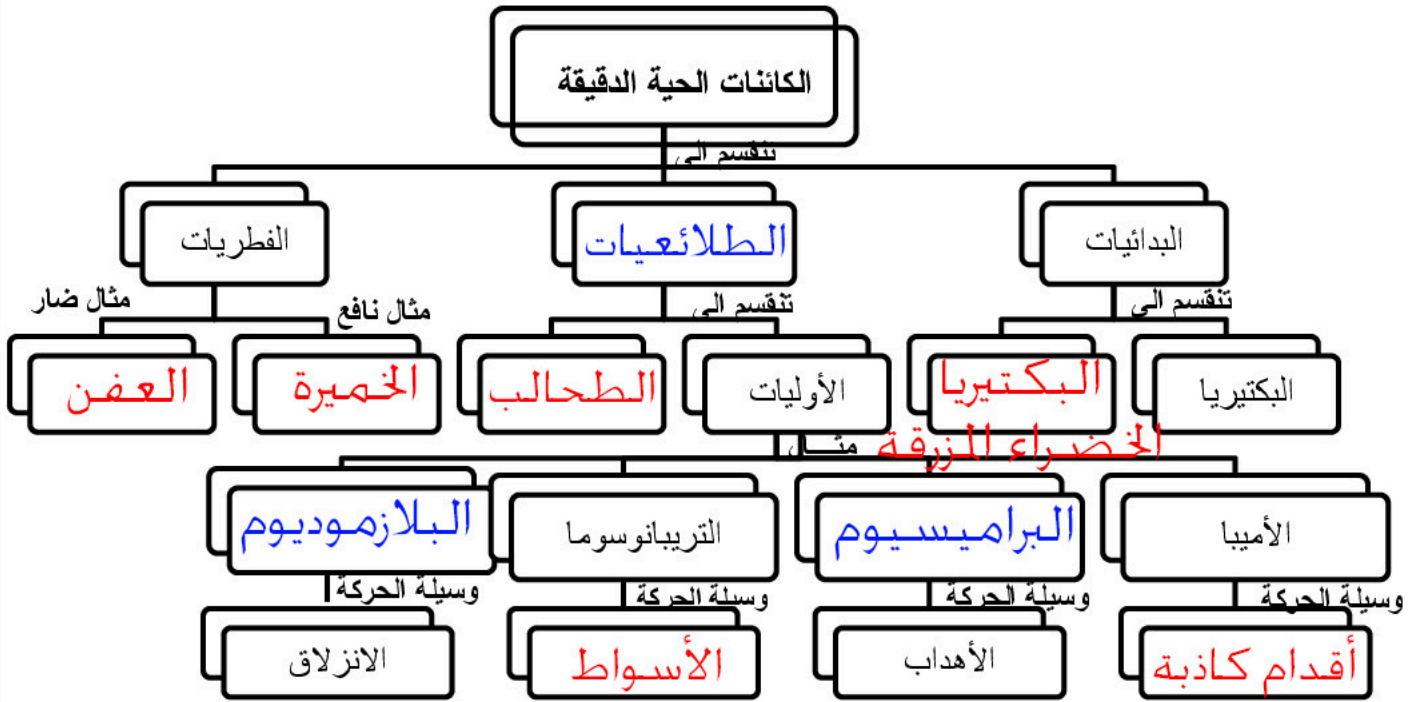 الكائنات الحية الدقيقة
تنقسم الى
البدائيات
الطلائعيات
الفطريات
تنقسم الى
تنقسم الى
مثال نافع
مثال ضار
البكتيريا
البكتيريا
الخضراء المزرقة
الأوليات
الطحالب
الخميرة
العفن
مثال
الأميبا
البراميسيوم
التريبانوسوما
البلازموديوم
وسيلة الحركة
وسيلة الحركة
وسيلة الحركة
وسيلة الحركة
أقدام كاذبة
الأهداب
الأسواط
الانزلاق